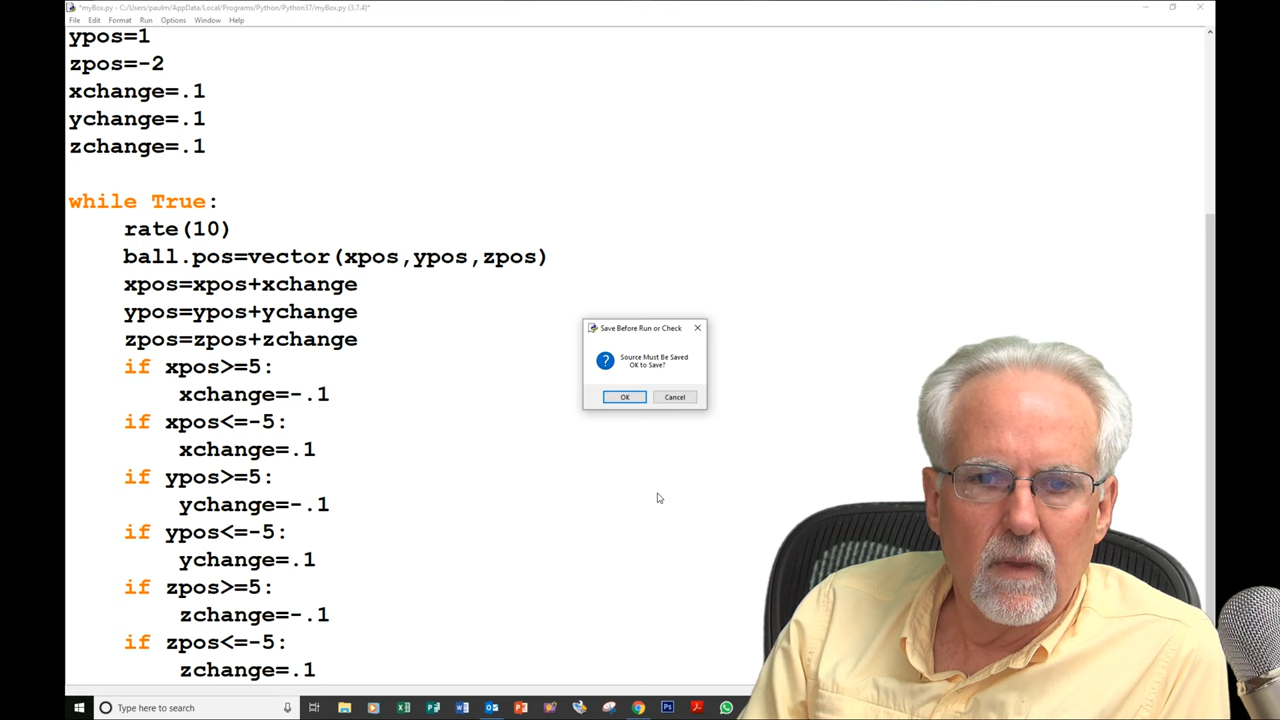 *myBox.py - C:/Users/paulm/AppData/Local/Programs/Python/Python37/myBox.py (3.7.4)*
File Edit Format Run Options Window Help
ypos=1
zpos=-2
xchange=.1
ychange=.1
zchange=.1
while True:
rate(10)
ball.pos=vector(xpos,ypos,zpos)
xpos=xpos+xchange
ypos=ypos+ychange
zpos=zpos+zchange
if xpos>=5:
xchange=-.1
if xpos<=-5:
xchange=.1
if ypos>=5:
ychange=-.1
if ypos<=-5:
ychange=.1
if zpos>=5:
zchange=-.1
if zpos<=-5:
zchange=.1
Save Before Run or Check
Source Must Be Saved
OK to Save?
OK Cancel
Type here to search